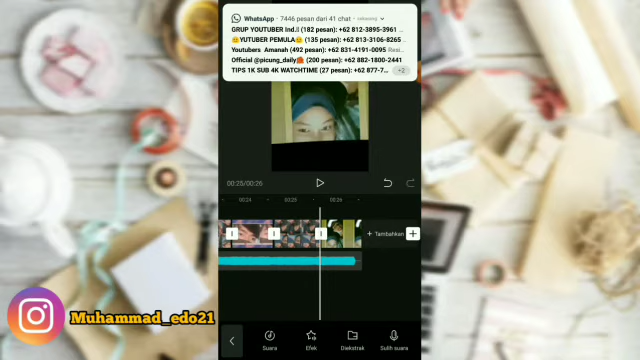 WhatsApp • 7446 pesan dari 41 chat • sekarang
GRUP YOUTUBER Ind.|| (182 pesan): +62 812-3895-3961 ...
YUTUBER PEMULA (135 pesan): +62 813-3106-8265 ...
Youtubers Amanah (492 pesan): +62 831-4191-0095 Resi...
Official @picung_daily (200 pesan): +62 882-1800-2441
TIPS 1K SUB 4K WATCHTIME (27 pesan): +62 877-7...
+2
00:25/00:26
00:24
00:25
00:26
+ Tambahkan
+
Muhammad_edo21
Suara
Efek
Diekstrak
Sulih suara